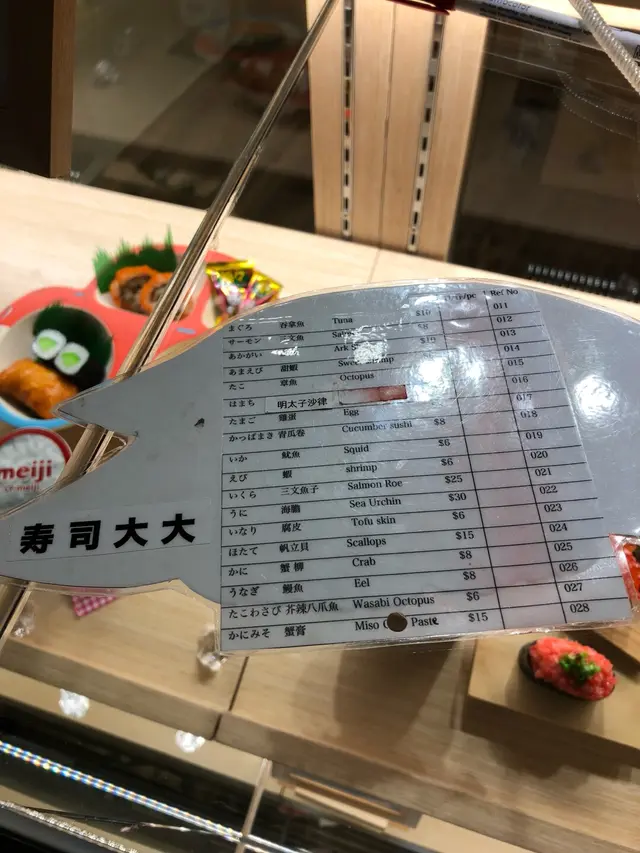 Ref No
まぐろ 吞拿魚 Tuna $10 011
サーモン 三文魚 $8 012
あかがい Ark $10 013
あまえび 甜蝦 Sweet shrimp 014
たこ 章魚 Octopus 015
はまち 明太子沙律 016
たまご 雞蛋 Egg 017
かっぱまき 青瓜卷 Cucumber sushi $8 018
いか 魷魚 Squid $6 019
えび 蝦 shrimp $6 020
いくら 三文魚子 Salmon Roe $25 021
うに 海膽 Sea Urchin $30 022
いなり 腐皮 Tofu skin $6 023
ほたて 帆立貝 Scallops $15 024
かに 蟹柳 Crab $8 025
うなぎ 鰻魚 Eel $8 026
たこわさび 芥辣八爪魚 Wasabi Octopus $6 027
かにみそ 蟹膏 Miso Paste $15 028
寿司大大
meiji